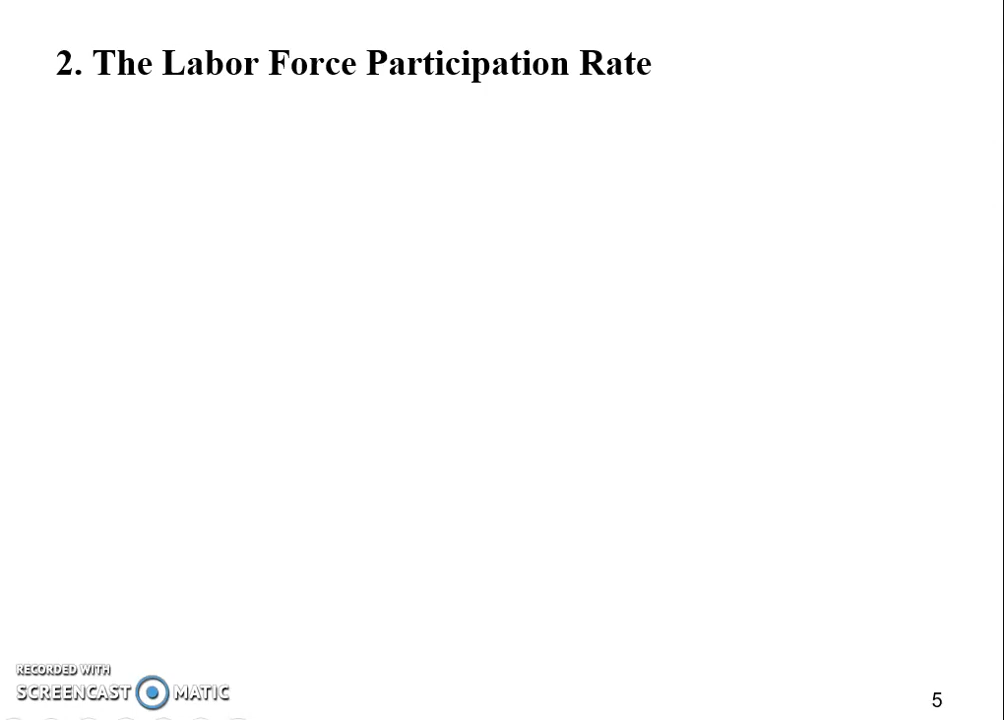 2. The Labor Force Participation Rate
RECORDED WITH
SCREENCAST MATIC
5